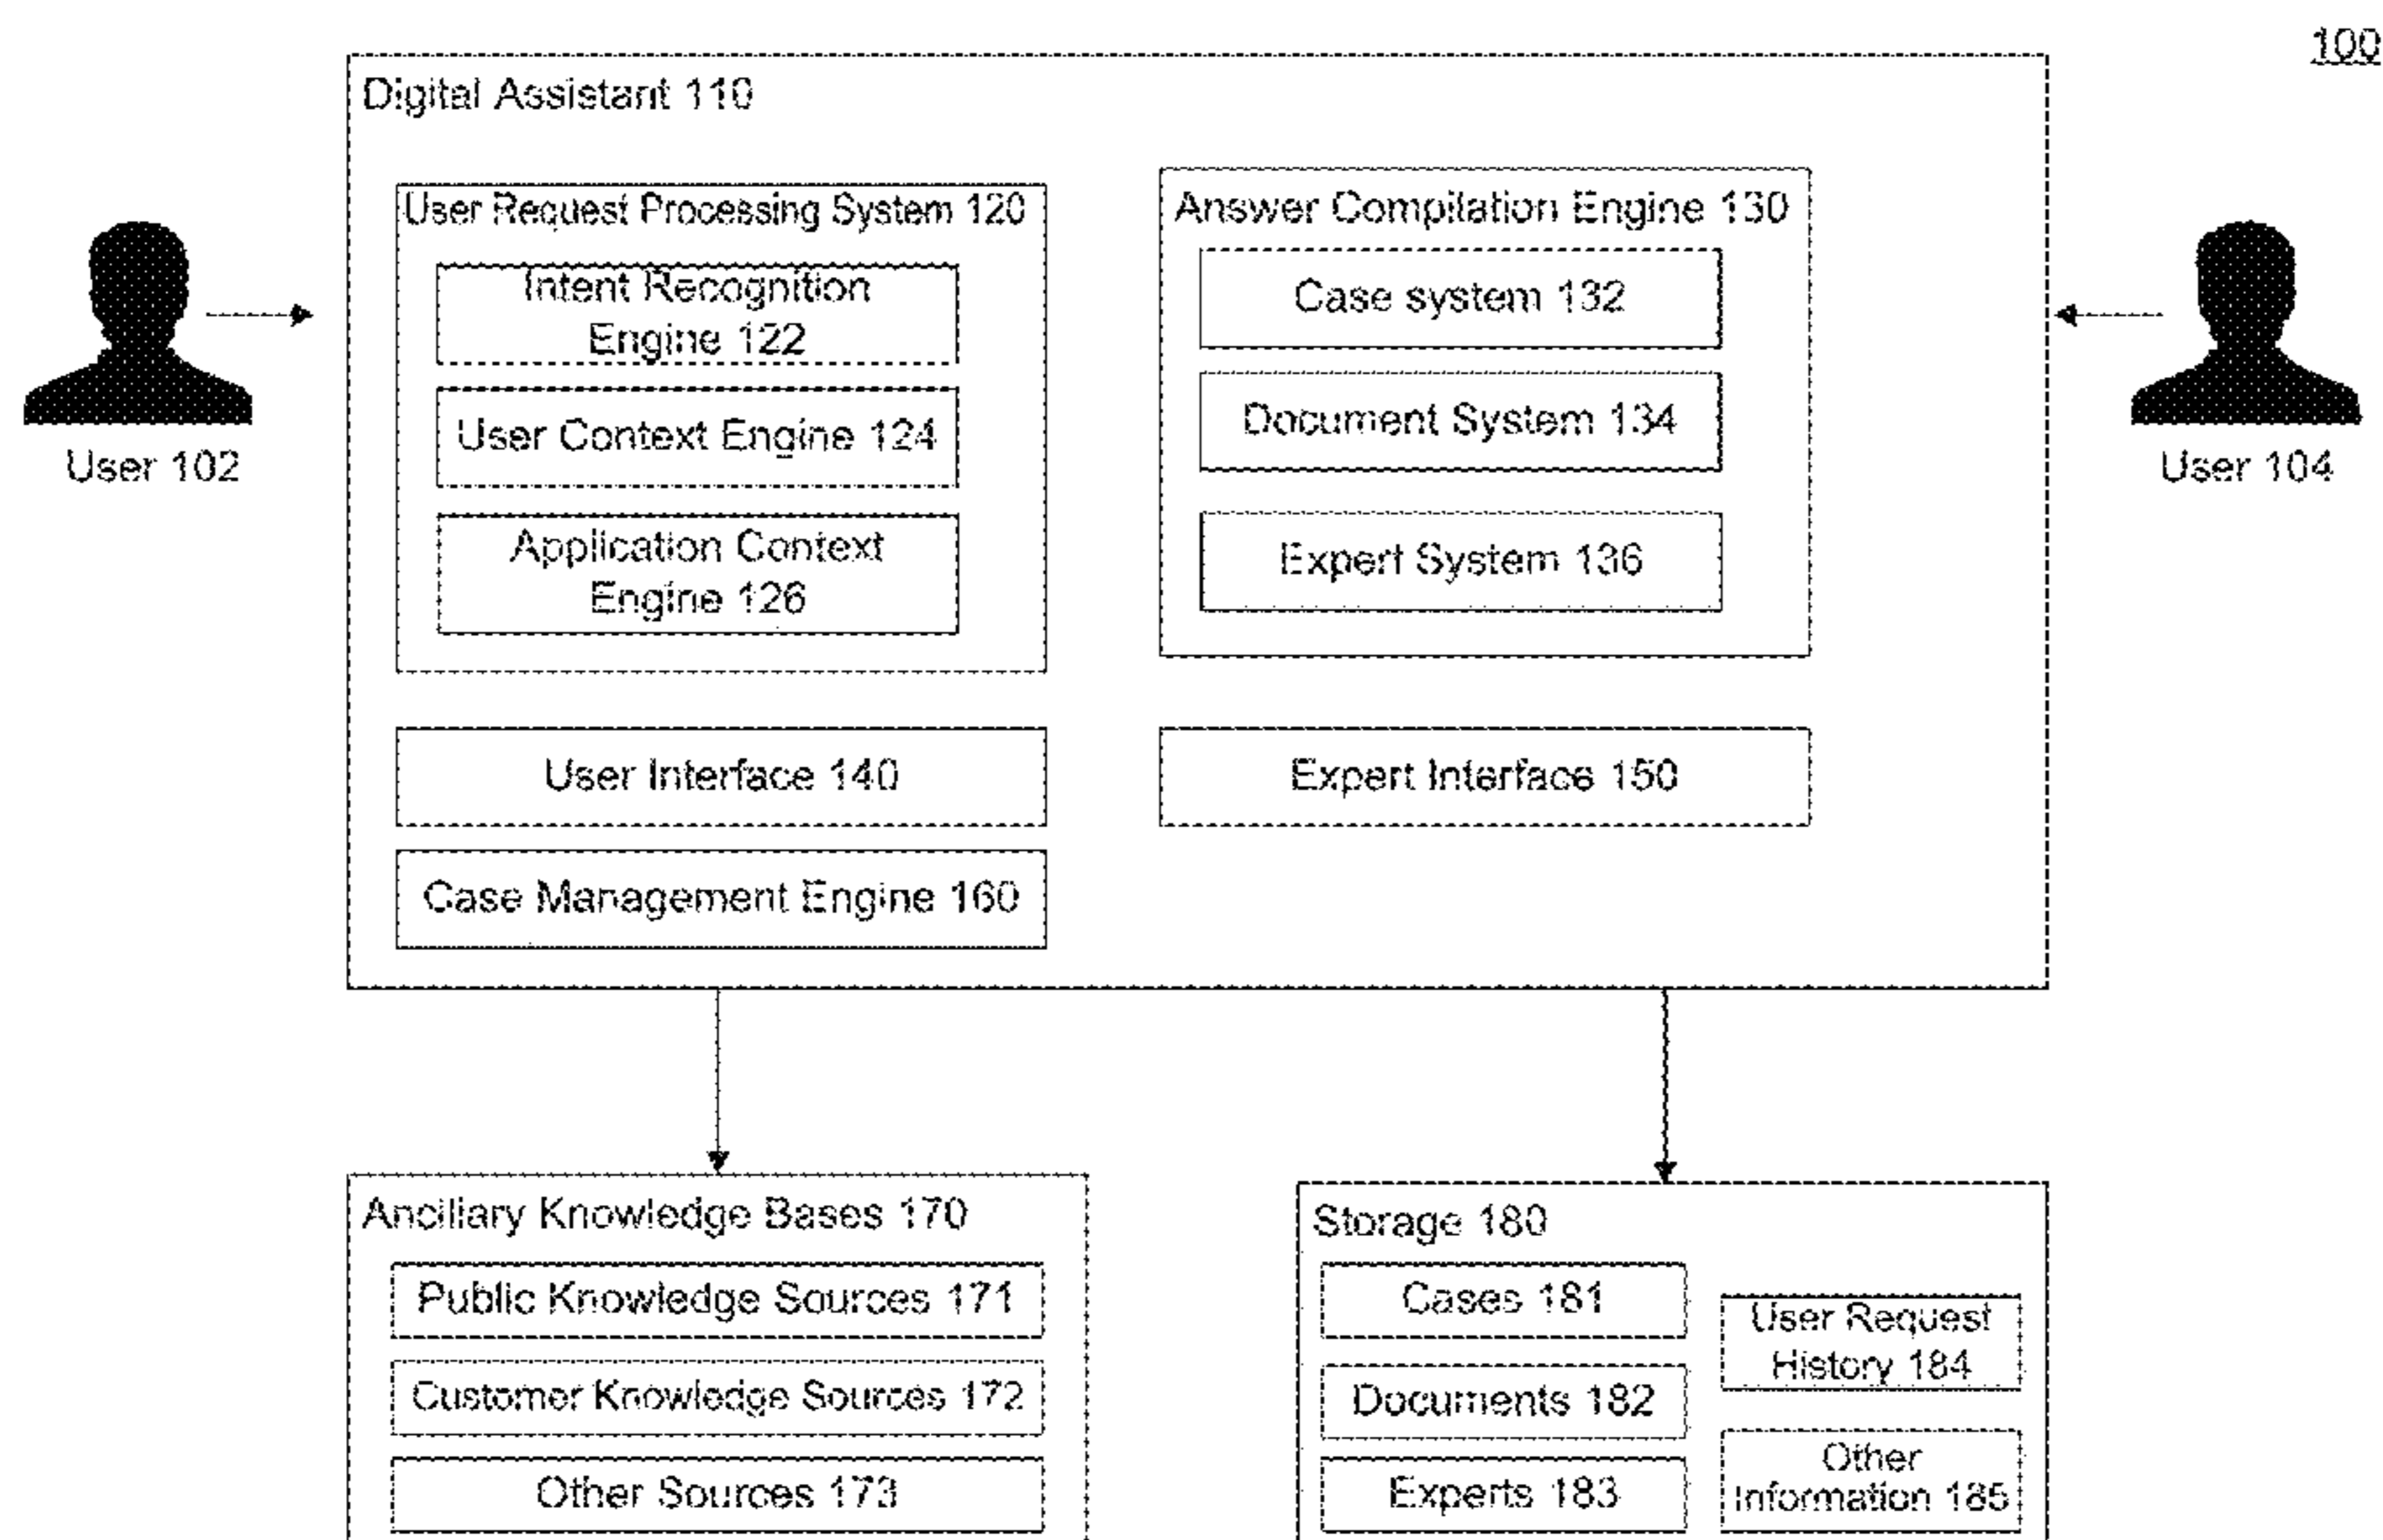 100
Digital Assistant 110
User Request Processing System 120
Intent Recognition
Engine 122
User Context Engine 124
Application Context
Engine 126
Answer Compilation Engine 130
Case system 132
Document System 134
Expert System 136
User 102
User 104
User Interface 140
Expert Interface 150
Case Management Engine 160
Ancillary Knowledge Bases 170
Public Knowledge Sources 171
Customer Knowledge Sources 172
Other Sources 173
Storage 180
Cases 181
Documents 182
Experts 183
User Request
History 184
Other
Information 185